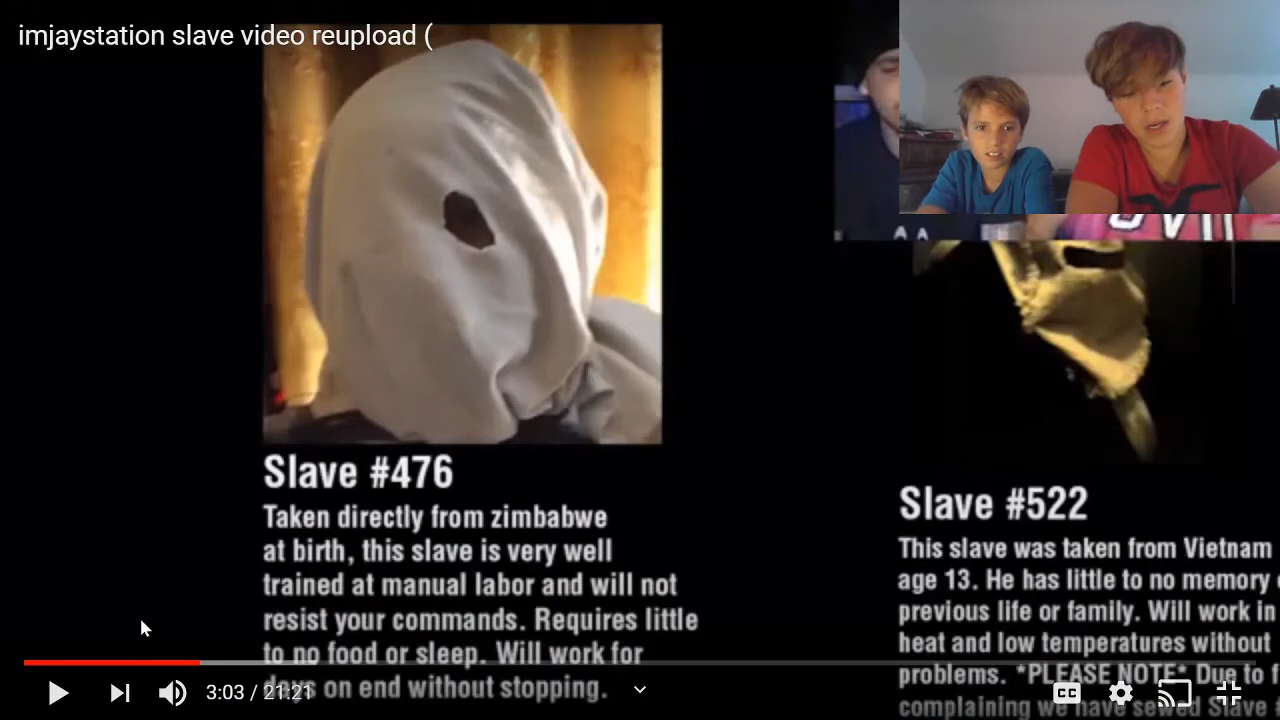 imjaystation slave video reupload (
Slave #476
Taken directly from zimbabwe
at birth, this slave is very well
trained at manual labor and will not
resist your commands. Requires little
to no food or sleep. Will work for
days on end without stopping.
Slave #522
This slave was taken from Vietnam
age 13. He has little to no memory
previous life or family. Will work in
heat and low temperatures without
problems. *PLEASE NOTE* Due to
complaining we have sewed Slave
3:03 / 21:21
CC